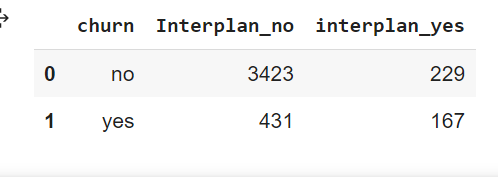 churn Interplan_no interplan_yes
0 no 3423 229
1 yes 431 167